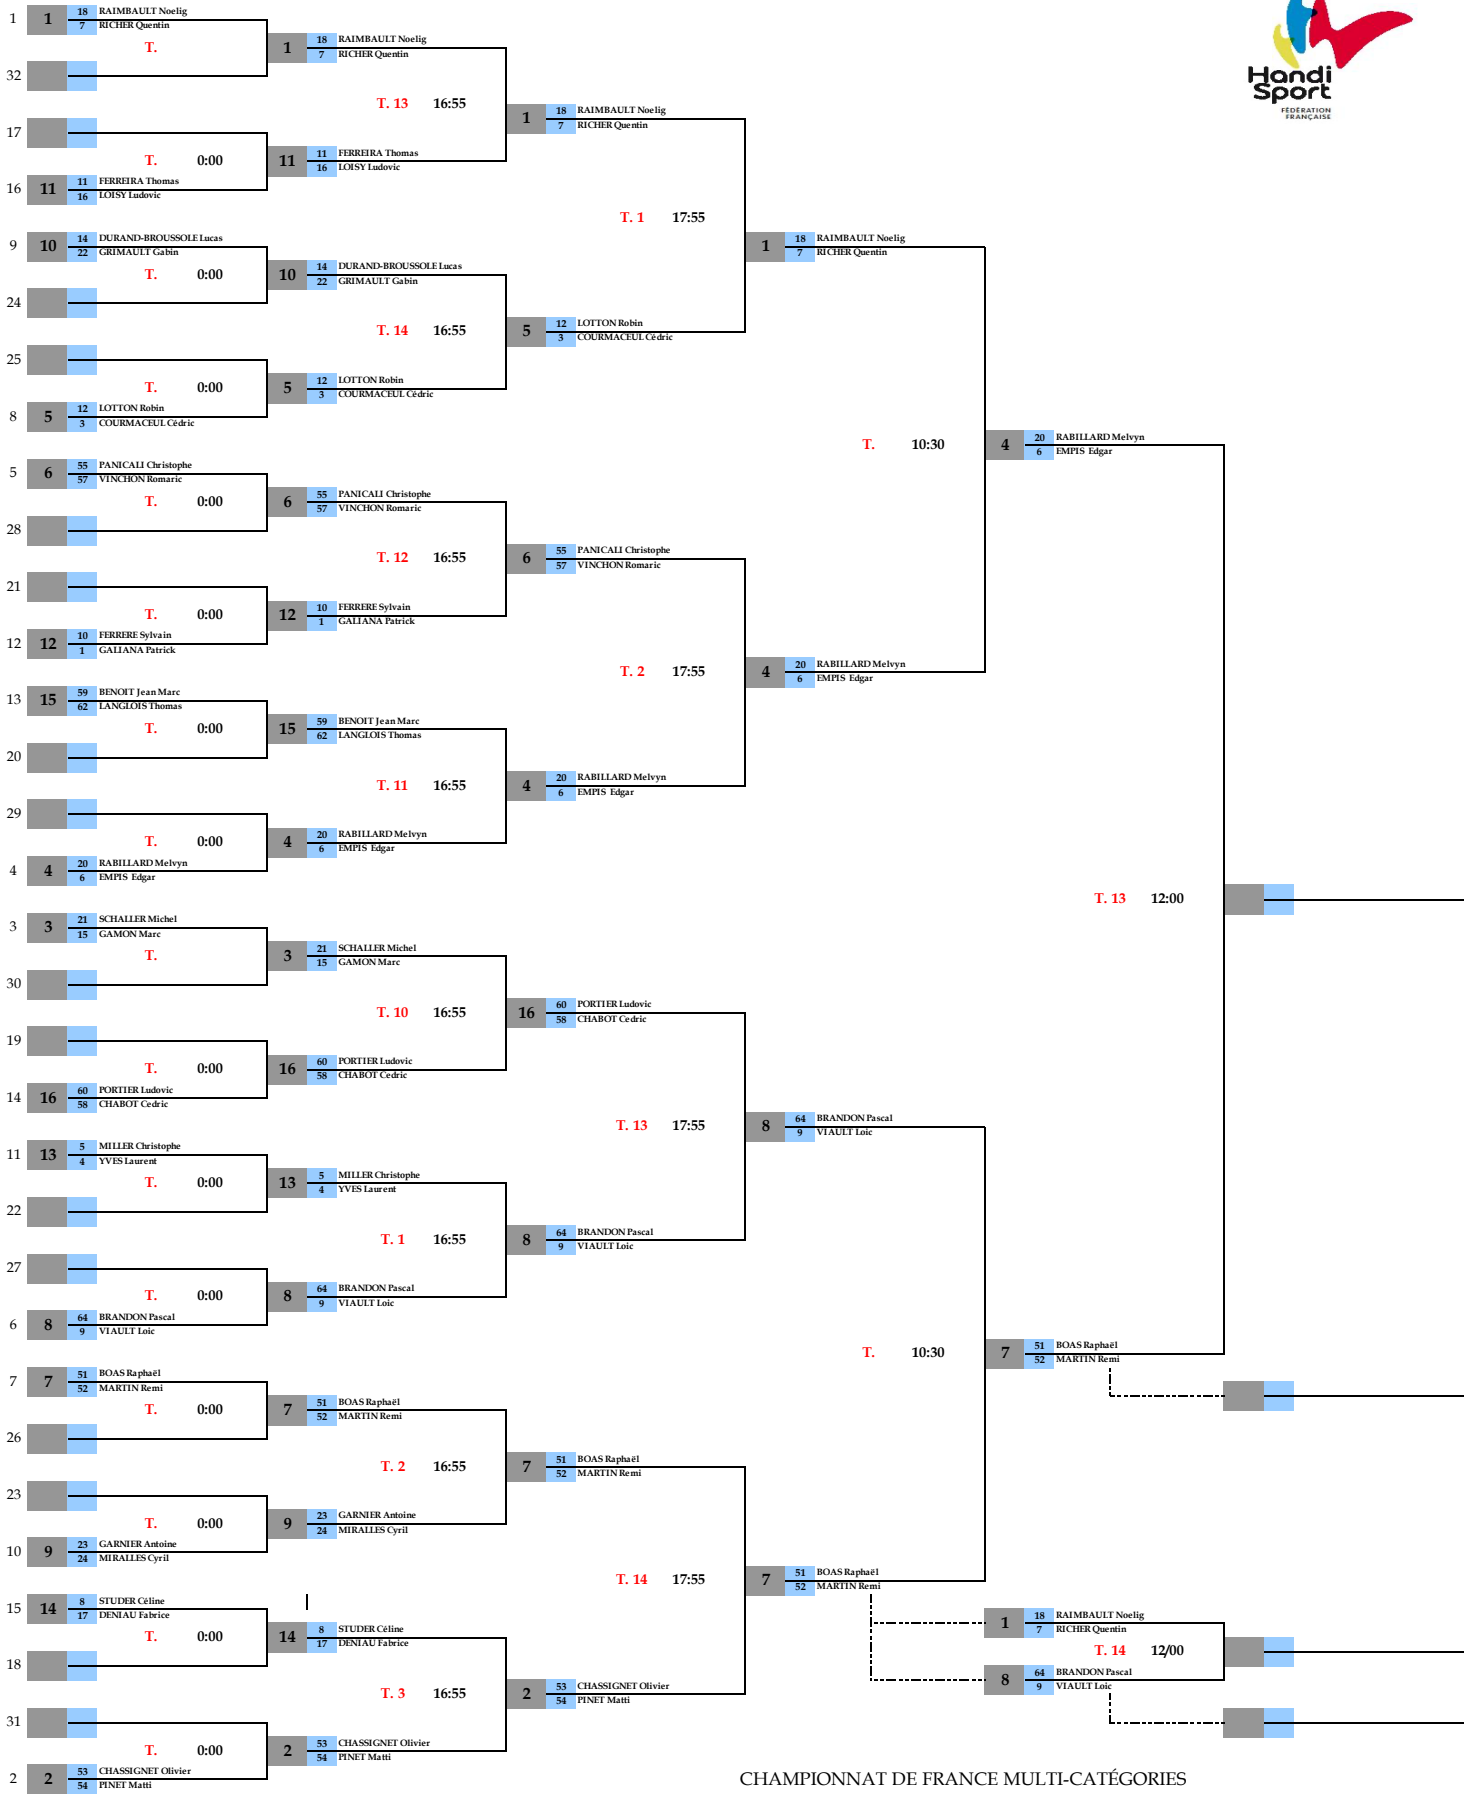 1 1 18 RAIMBAULT Noelig
7 RICHER Quentin
T.
32
1 18 RAIMBAULT Noelig
7 RICHER Quentin
T. 13 16:55
17
T. 0:00
16 11 11 FERREIRA Thomas
16 LOISY Ludovic
11 11 FERREIRA Thomas
16 LOISY Ludovic
1 18 RAIMBAULT Noelig
7 RICHER Quentin
T. 1 17:55
9 10 14 DURAND-BROUSSOLE Lucas
22 GRIMAULT Gabin
T. 0:00
24
10 14 DURAND-BROUSSOLE Lucas
22 GRIMAULT Gabin
T. 14 16:55
25
T. 0:00
8 5 12 LOTTON Robin
3 COURMACEUL Cédric
5 12 LOTTON Robin
3 COURMACEUL Cédric
5 12 LOTTON Robin
3 COURMACEUL Cédric
1 18 RAIMBAULT Noelig
7 RICHER Quentin
T. 10:30
5 6 55 PANICALI Christophe
57 VINCHON Romaric
T. 0:00
28
6 55 PANICALI Christophe
57 VINCHON Romaric
T. 12 16:55
21
T. 0:00
12 12 10 FERRERE Sylvain
1 GALIANA Patrick
12 10 FERRERE Sylvain
1 GALIANA Patrick
6 55 PANICALI Christophe
57 VINCHON Romaric
T. 2 17:55
13 15 59 BENOIT Jean Marc
62 LANGLOIS Thomas
T. 0:00
20
15 59 BENOIT Jean Marc
62 LANGLOIS Thomas
T. 11 16:55
29
T. 0:00
4 4 20 RABILLARD Melvyn
6 EMPIS Edgar
4 20 RABILLARD Melvyn
6 EMPIS Edgar
4 20 RABILLARD Melvyn
6 EMPIS Edgar
4 20 RABILLARD Melvyn
6 EMPIS Edgar
4 20 RABILLARD Melvyn
6 EMPIS Edgar
T. 13 12:00
3 3 21 SCHALLER Michel
15 GAMON Marc
T.
30
3 21 SCHALLER Michel
15 GAMON Marc
T. 10 16:55
19
T. 0:00
14 16 60 PORTIER Ludovic
58 CHABOT Cedric
16 60 PORTIER Ludovic
58 CHABOT Cedric
16 60 PORTIER Ludovic
58 CHABOT Cedric
T. 13 17:55
11 13 5 MILLER Christophe
4 YVES Laurent
T. 0:00
22
13 5 MILLER Christophe
4 YVES Laurent
T. 1 16:55
27
T. 0:00
6 8 64 BRANDON Pascal
9 VIAULT Loic
8 64 BRANDON Pascal
9 VIAULT Loic
8 64 BRANDON Pascal
9 VIAULT Loic
8 64 BRANDON Pascal
9 VIAULT Loic
T. 10:30
7 7 51 BOAS Raphaël
52 MARTIN Remi
T. 0:00
26
7 51 BOAS Raphaël
52 MARTIN Remi
T. 2 16:55
23
T. 0:00
10 9 23 GARNIER Antoine
24 MIRALLES Cyril
9 23 GARNIER Antoine
24 MIRALLES Cyril
7 51 BOAS Raphaël
52 MARTIN Remi
T. 14 17:55
15 14 8 STUDER Céline
17 DENIAU Fabrice
T. 0:00
18
14 8 STUDER Céline
17 DENIAU Fabrice
T. 3 16:55
31
T. 0:00
2 2 53 CHASSIGNET Olivier
54 PINET Matti
2 53 CHASSIGNET Olivier
54 PINET Matti
2 53 CHASSIGNET Olivier
54 PINET Matti
7 51 BOAS Raphaël
52 MARTIN Remi
7 51 BOAS Raphaël
52 MARTIN Remi
1 18 RAIMBAULT Noelig
7 RICHER Quentin
T. 14 12/00
8 64 BRANDON Pascal
9 VIAULT Loic
Handi
Sport
FÉDÉRATION
FRANÇAISE
CHAMPIONNAT DE FRANCE MULTI-CATÉGORIES